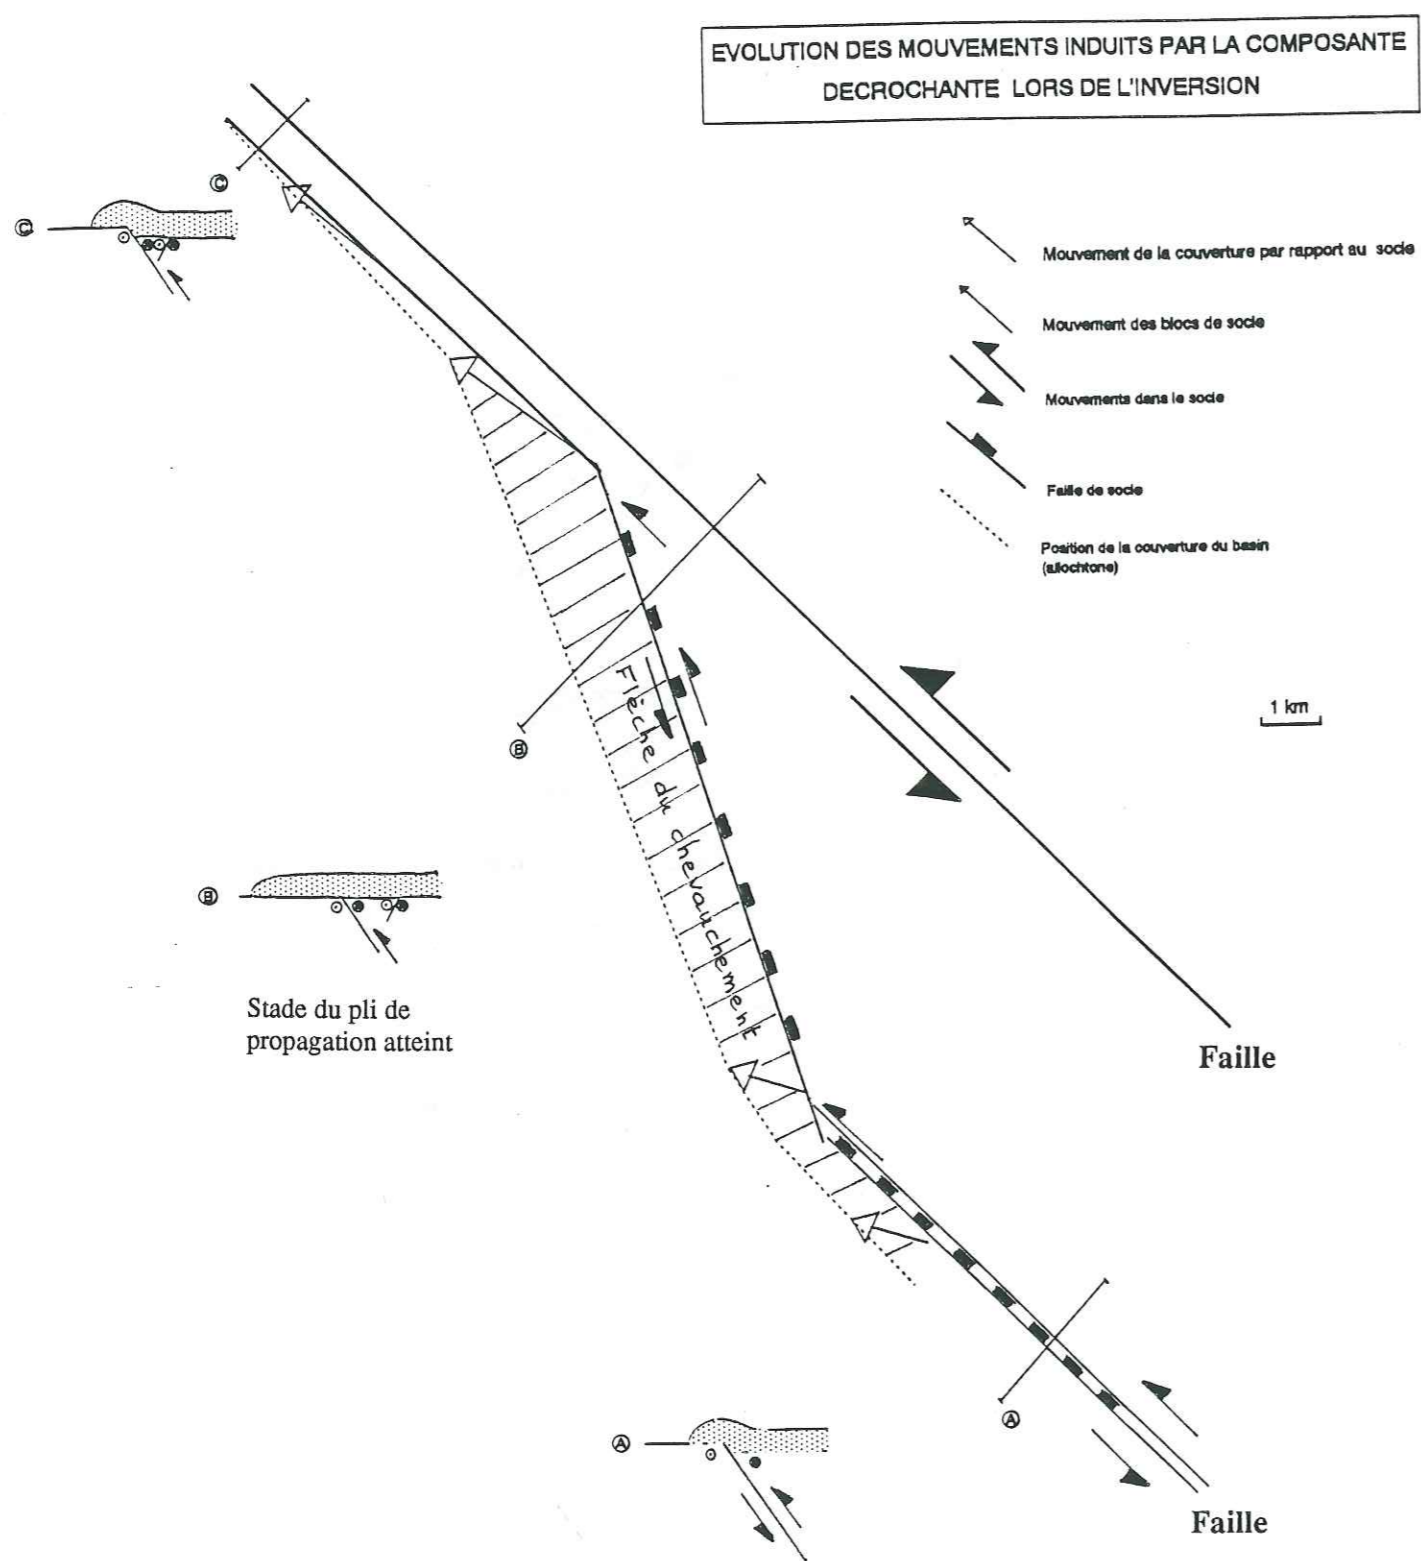 EVOLUTION DES MOUVEMENTS INDUITS PAR LA COMPOSANTE
DECROCHANTE LORS DE L'INVERSION
C
C
Mouvement de la couverture par rapport au socle
Mouvement des blocs de socle
Mouvements dans le socle
Faille de socle
Position de la couverture du basin
(allochtone)
1 km
B
Flèche du chevauchement
B
Stade du pli de
propagation atteint
Faille
A
A
Faille